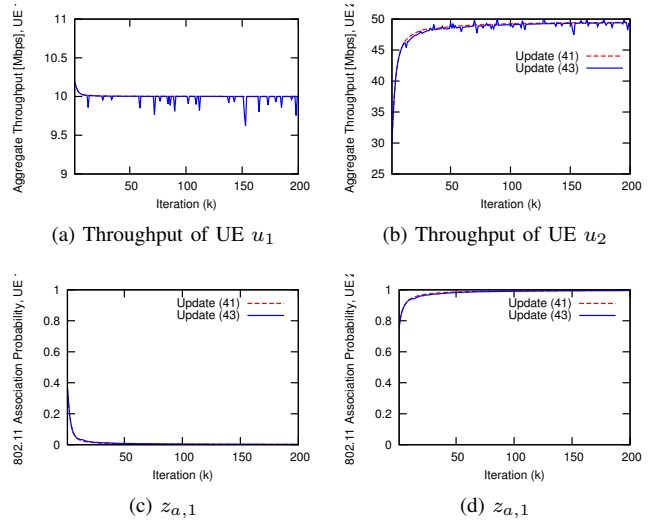 Aggregate Throughput [Mbps], UE
11
10.5
10
9.5
9
50 100 150 200
Iteration (k)
(a) Throughput of UE u1
Aggregate Throughput [Mbps], UE 2
50
45
40
35
30
25
Update (41)
Update (43)
50 100 150 200
Iteration (k)
(b) Throughput of UE u2
802.11 Association Probability, UE
1
0.8
0.6
0.4
0.2
0
Update (41)
Update (43)
50 100 150 200
Iteration (k)
(c) za,1
802.11 Association Probability, UE 2
1
0.8
0.6
0.4
0.2
0
Update (41)
Update (43)
50 100 150 200
Iteration (k)
(d) za,1